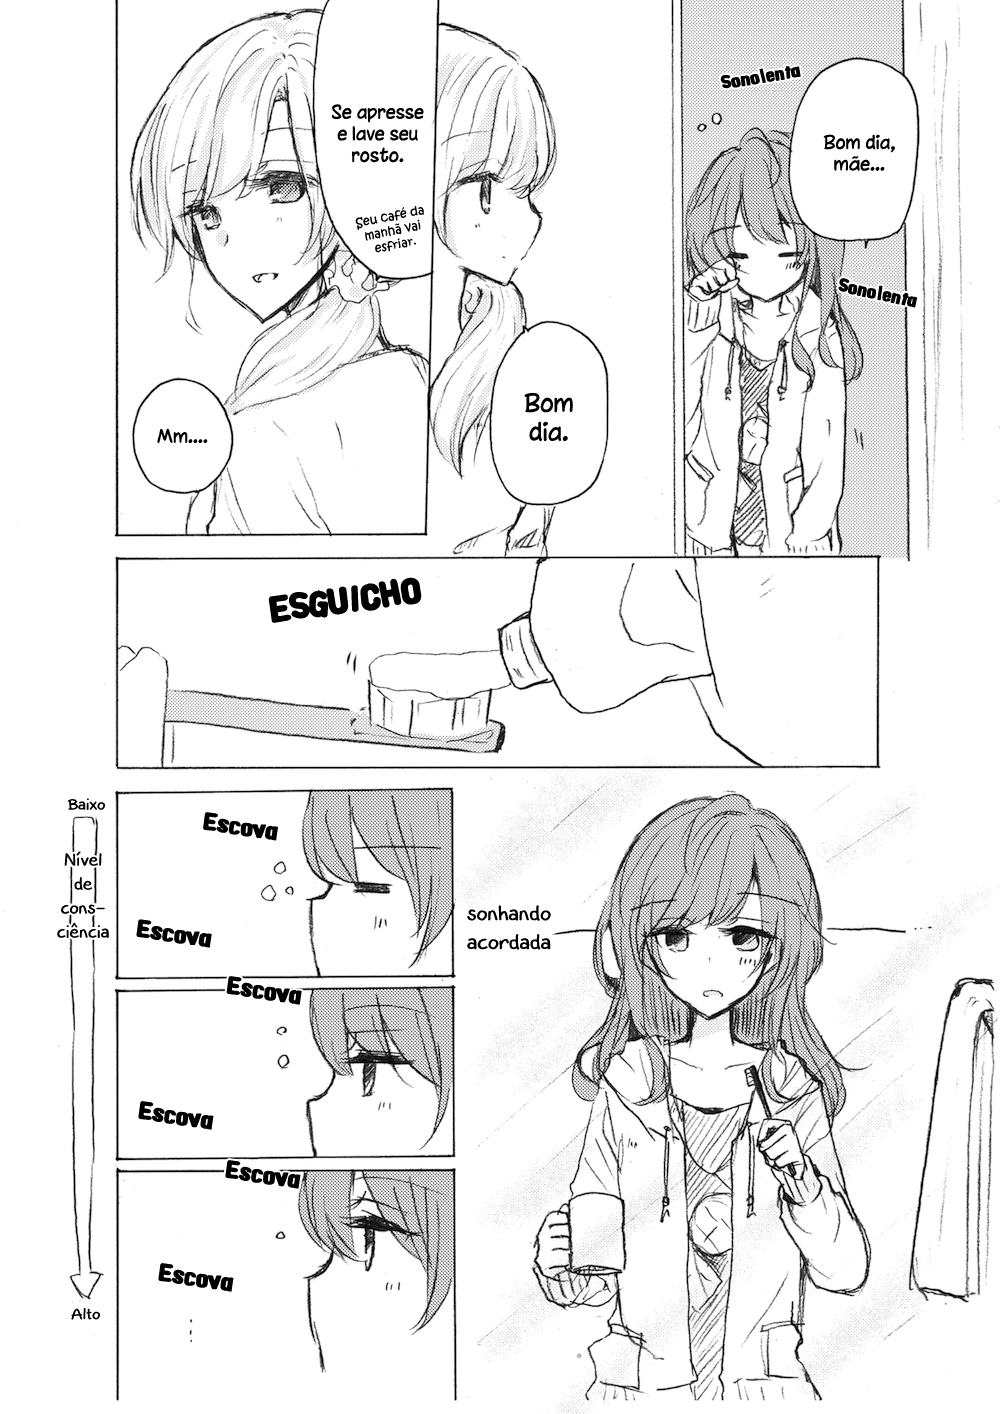 Sonolenta
Bom dia,
mãe...
Sonolenta
Bom
dia.
Se apresse
e lave seu
rosto.
Seu café da
manhã vai
esfriar.
Mm....
ESGUICHO
Baixo
Nível
de
cons-
ciência
Alto
Escova
Escova
Escova
Escova
Escova
Escova
sonhando
acordada